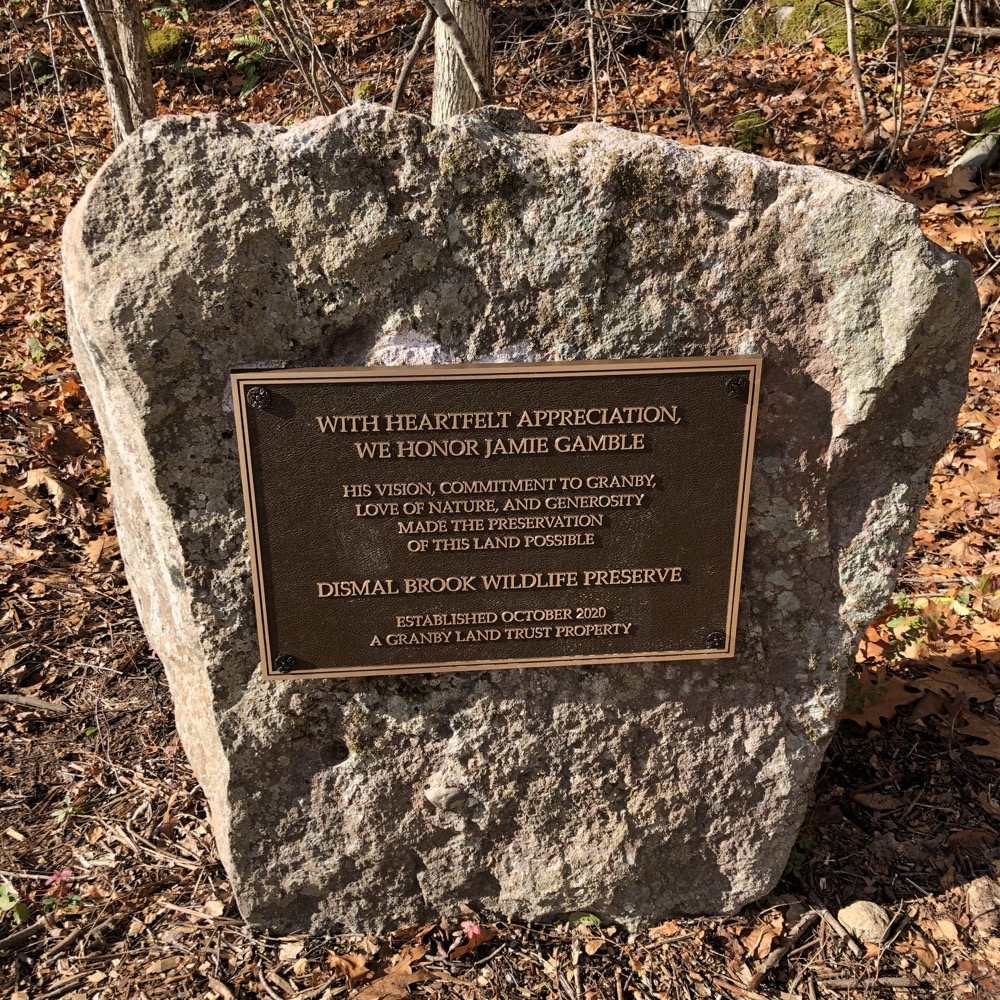 WITH HEARTFELT APPRECIATION,
WE HONOR JAMIE GAMBLE
HIS VISION, COMMITMENT TO GRANBY,
LOVE OF NATURE, AND GENEROSITY
MADE THE PRESERVATION
OF THIS LAND POSSIBLE
DISMAL BROOK WILDLIFE PRESERVE
ESTABLISHED OCTOBER 2020
A GRANBY LAND TRUST PROPERTY